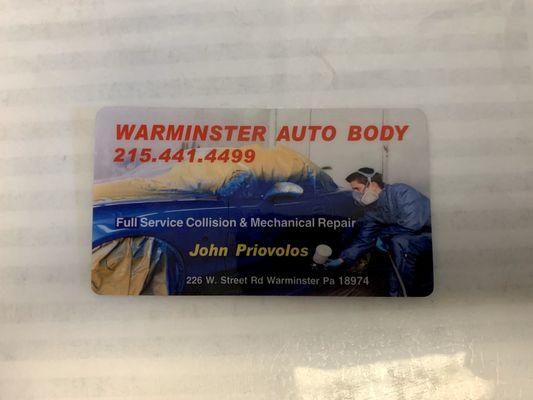 WARMINSTER AUTO BODY
215.441.4499
Full Service Collision & Mechanical Repair
John Priovolos
226 W. Street Rd Warminster Pa 18974